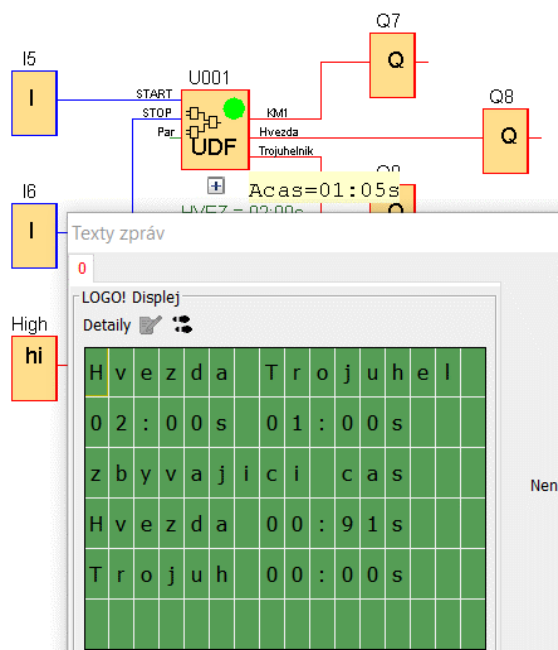 Q7
I5
Q
I
U001
START
STOP
KM1
Par
Hvezda
UDF
Trojuhelnik
Q8
Q
Acas=01:05s
I6
I
Texty zpráv
0
LOGO! Displej
Detaily
High
hi
Hvezda Trojuhel
02:00s 01:00s
zbyvajici cas
Hvezda 00:91s
Trojuh 00:00s
Nen